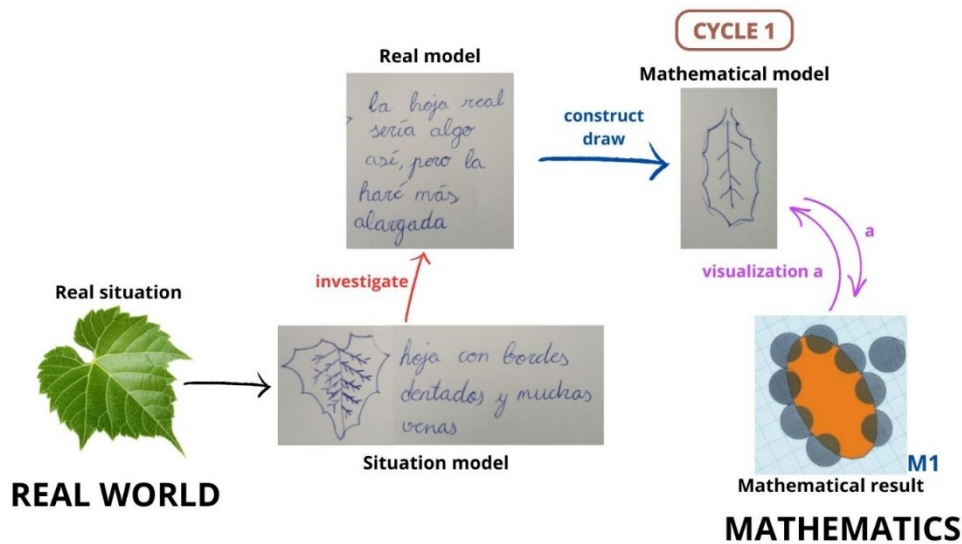 CYCLE 1
Real model
Mathematical model
la hoja real
sería algo
así, pero la
haré más
alargada
construct
draw
a
visualization a
investigate
Real situation
hoja con bordes
dentados y muchas
venas
Situation model
M1
Mathematical result
REAL WORLD
MATHEMATICS